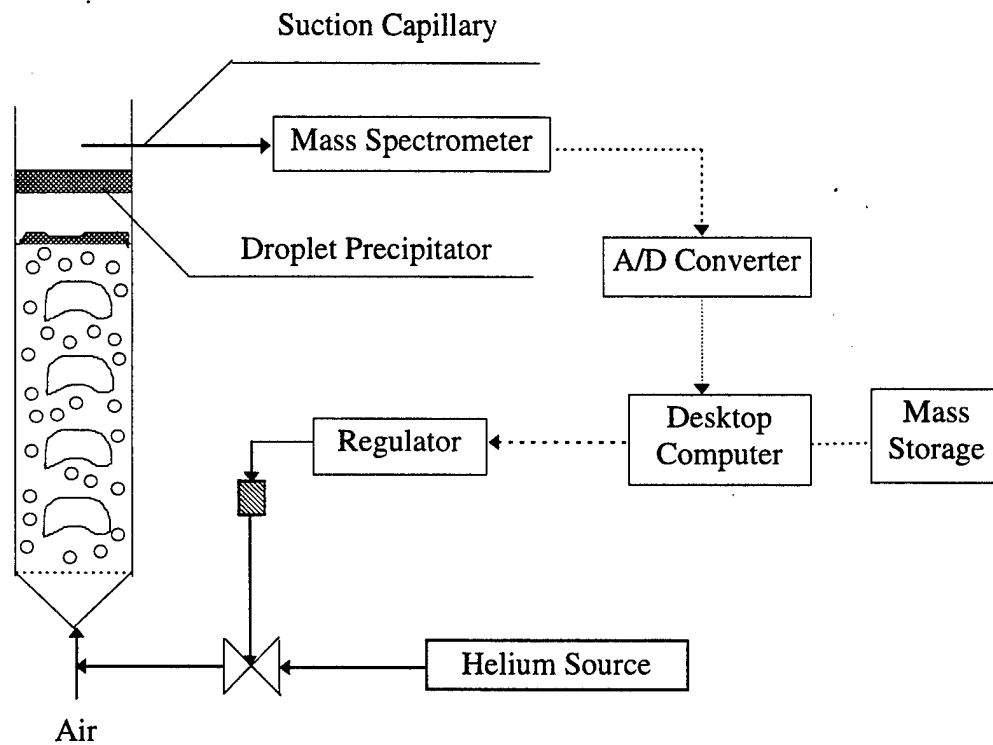 Suction Capillary
Mass Spectrometer
Droplet Precipitator
A/D Converter
Regulator
Desktop
Computer
Mass
Storage
Helium Source
Air